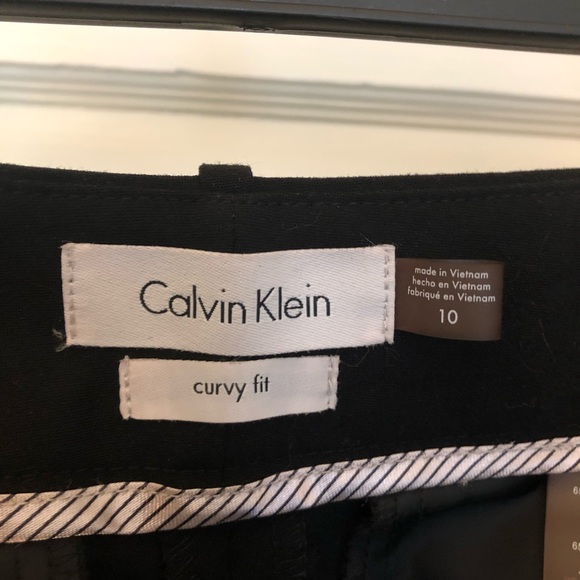 Calvin Klein
made in Vietnam
hecho en Vietnam
fabriqué en Vietnam
10
curvy fit